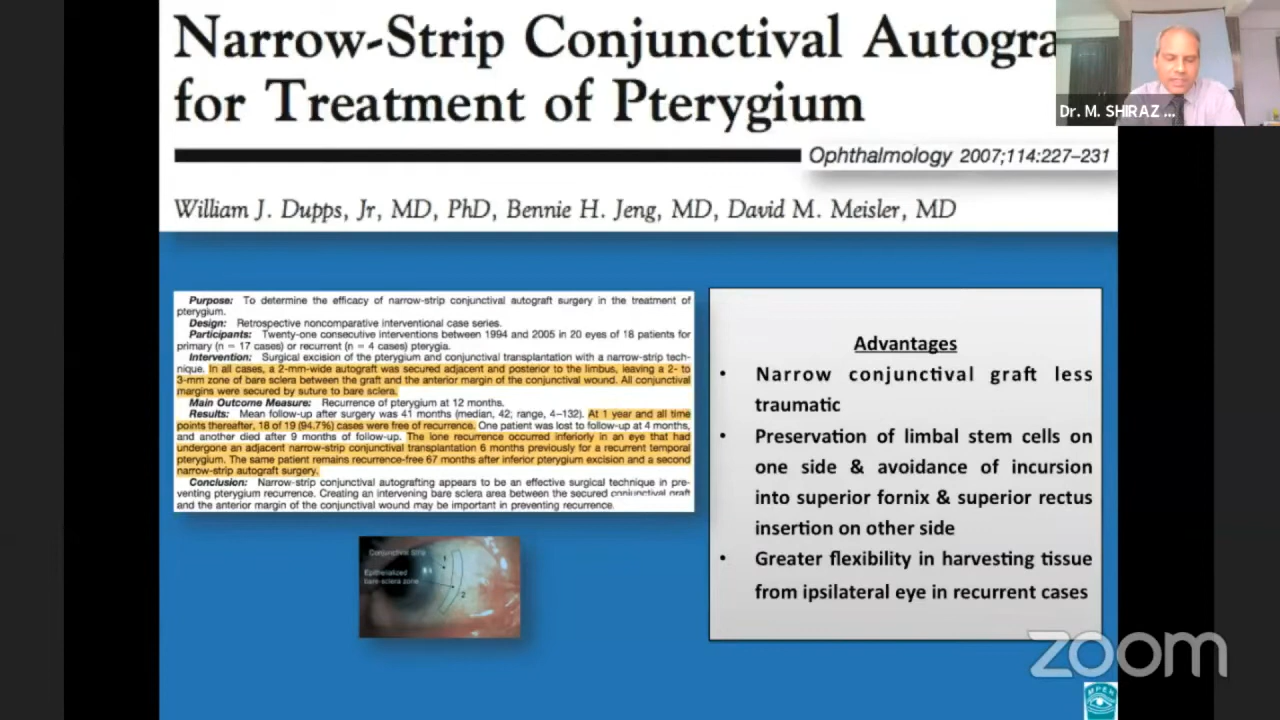 Narrow-Strip Conjunctival Autogra
for Treatment of Pterygium
Dr. M. SHIRAZ ...
Ophthalmology 2007;114:227–231
William J. Dupps, Jr, MD, PhD, Bennie H. Jeng, MD, David M. Meisler, MD
Purpose: To determine the efficacy of narrow-strip conjunctival autograft surgery in the treatment of
pterygium.
Design: Retrospective noncomparative interventional case series.
Participants: Twenty-one consecutive interventions between 1994 and 2005 in 20 eyes of 18 patients for
primary (n = 17 cases) or recurrent (n = 4 cases) pterygia.
Intervention: Surgical excision of the pterygium and conjunctival transplantation with a narrow-strip tech-
nique. In all cases, a 2-mm-wide autograft was secured adjacent and posterior to the limbus, leaving a 2- to
3-mm zone of bare sclera between the graft and the anterior margin of the conjunctival wound. All conjunctival
margins were secured by suture to bare sclera.
Main Outcome Measure: Recurrence of pterygium at 12 months.
Results: Mean follow-up after surgery was 41 months (median, 42; range, 4–132). At 1 year and all time
points thereafter, 18 of 19 (94.7%) cases were free of recurrence. One patient was lost to follow-up at 4 months,
and another died after 9 months of follow-up. The lone recurrence occurred inferiorly in an eye that had
undergone an adjacent narrow-strip conjunctival transplantation 6 months previously for a recurrent temporal
pterygium. The same patient remains recurrence-free 67 months after inferior pterygium excision and a second
narrow-strip autograft surgery.
Conclusion: Narrow-strip conjunctival autografting appears to be an effective surgical technique in pre-
venting pterygium recurrence. Creating an intervening bare sclera area between the secured conjunctival graft
and the anterior margin of the conjunctival wound may be important in preventing recurrence.
Conjunctival Strip
Epithelialized
bare-sclera zone
1
2
Advantages
• Narrow conjunctival graft less
traumatic
• Preservation of limbal stem cells on
one side & avoidance of incursion
into superior fornix & superior rectus
insertion on other side
• Greater flexibility in harvesting tissue
from ipsilateral eye in recurrent cases
zoom